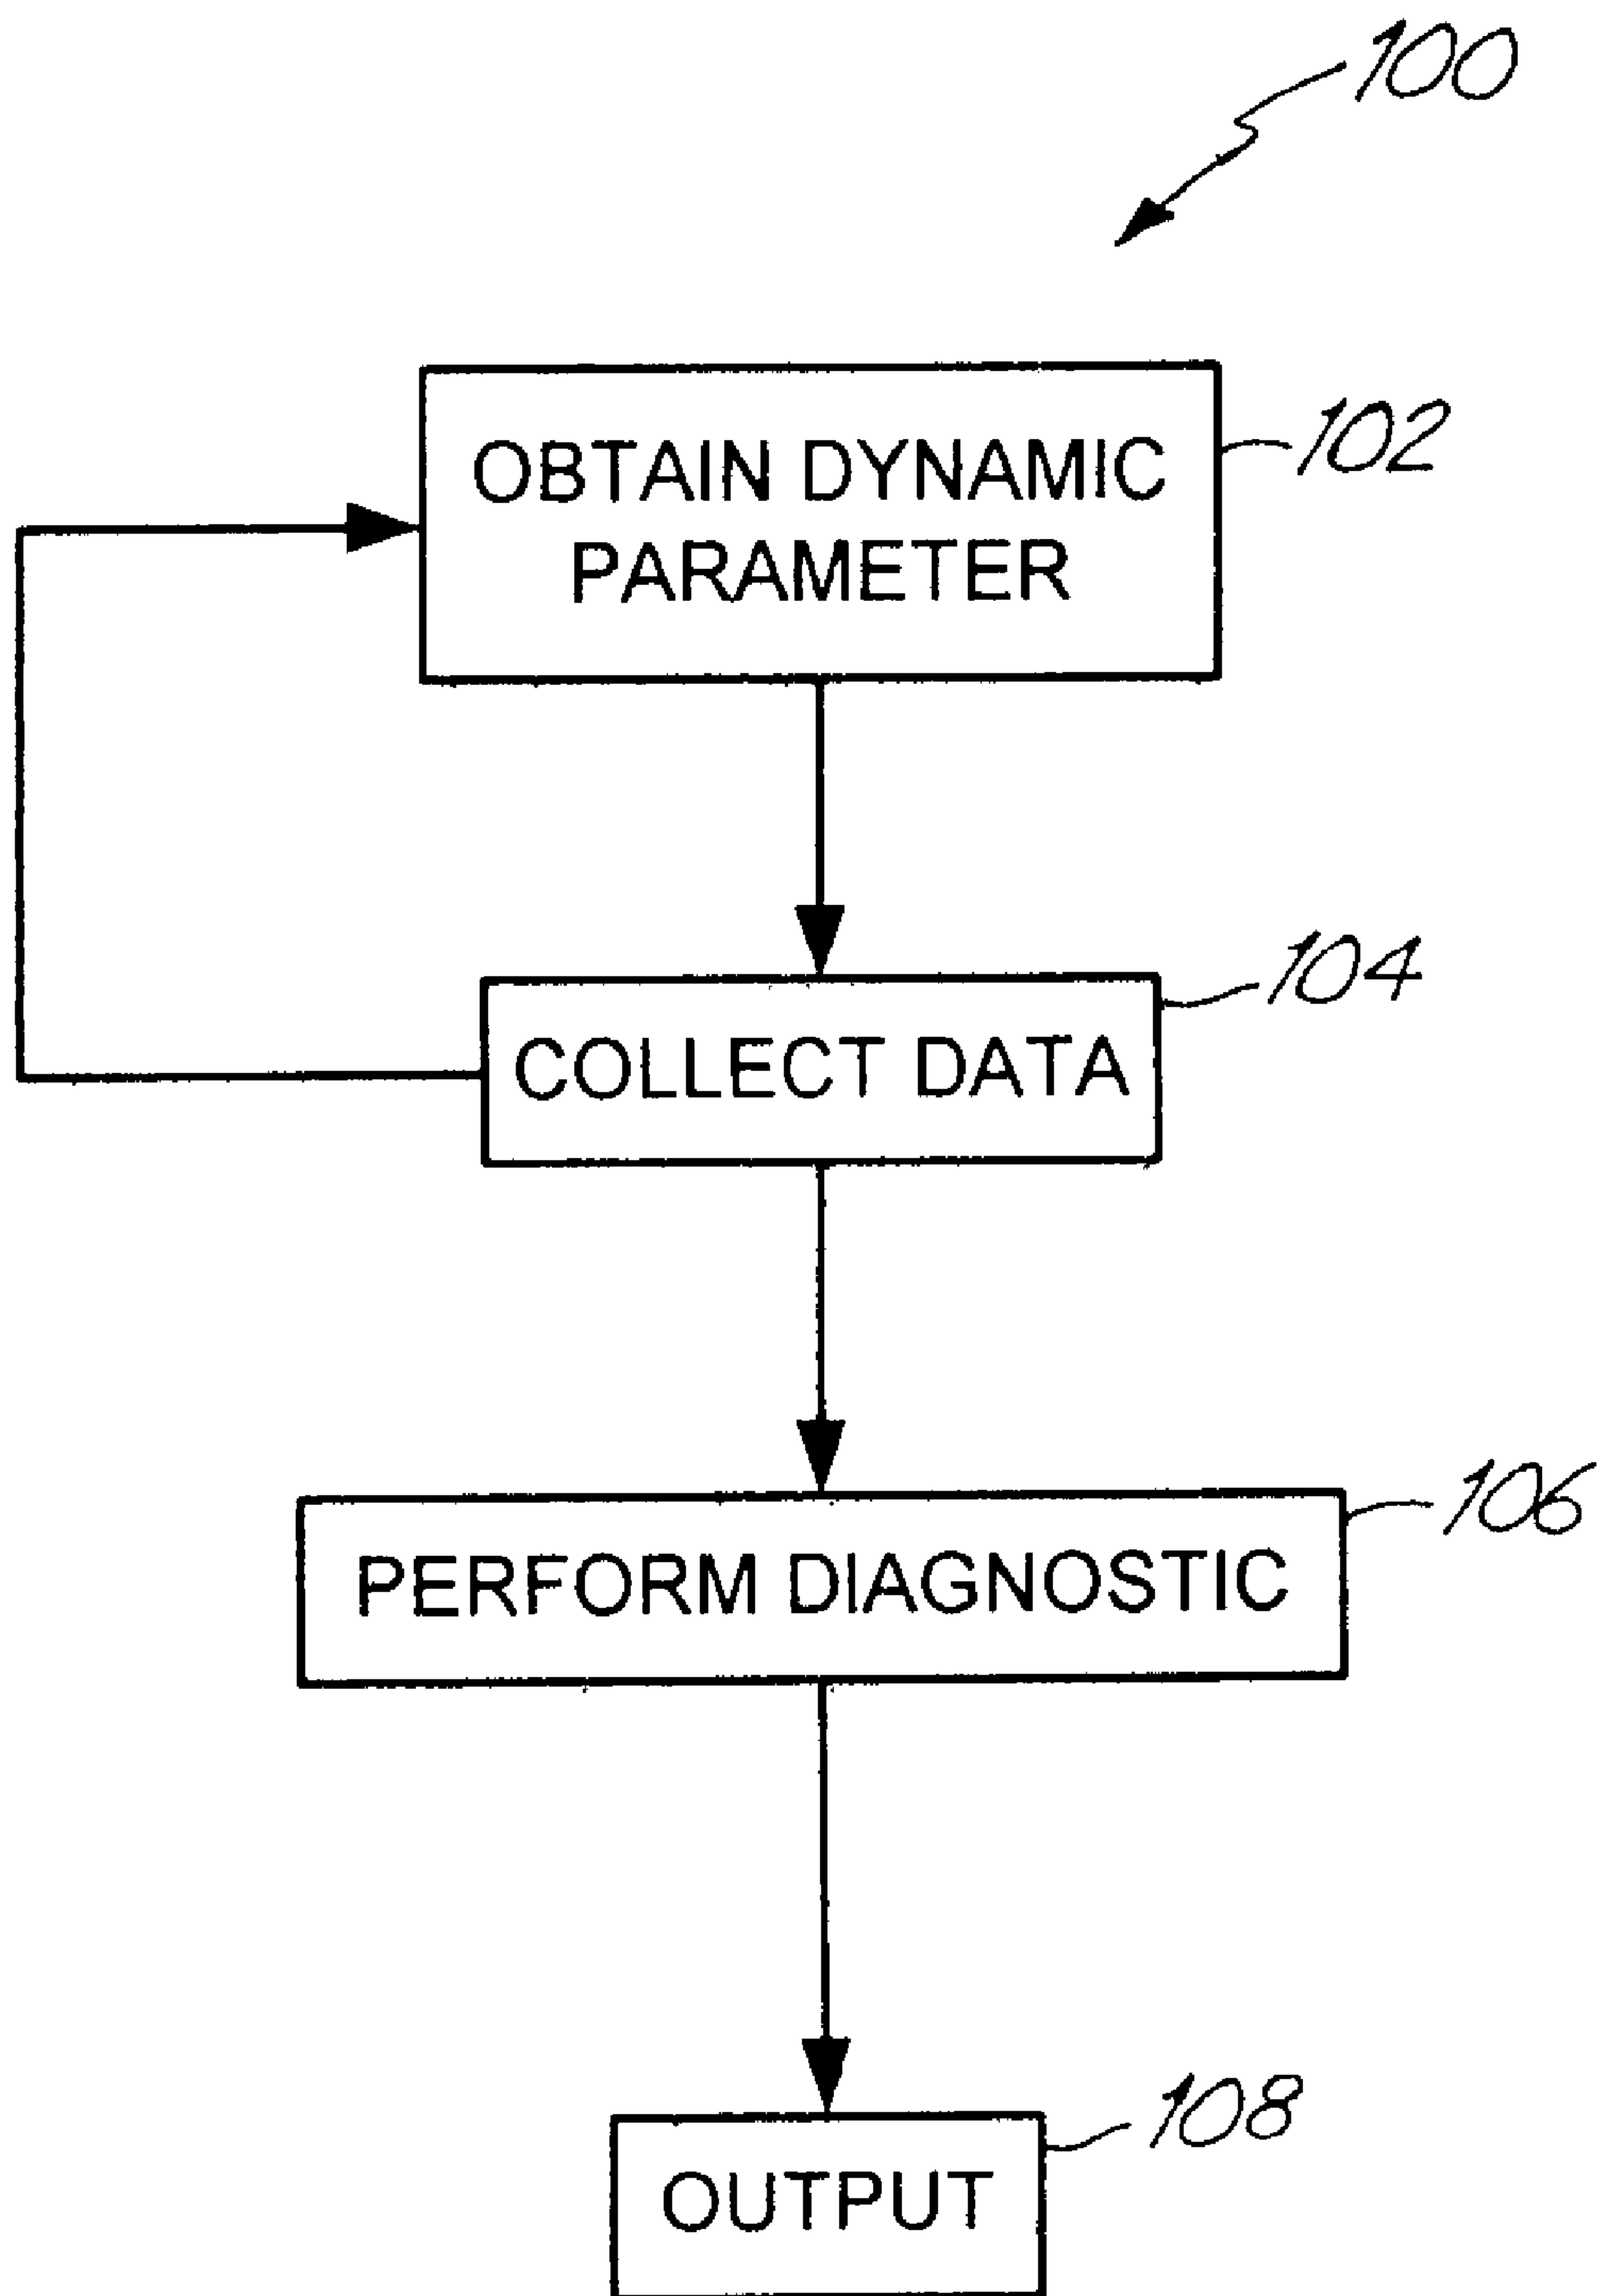 100
OBTAIN DYNAMIC
PARAMETER
102
COLLECT DATA
104
PERFORM DIAGNOSTIC
106
OUTPUT
108